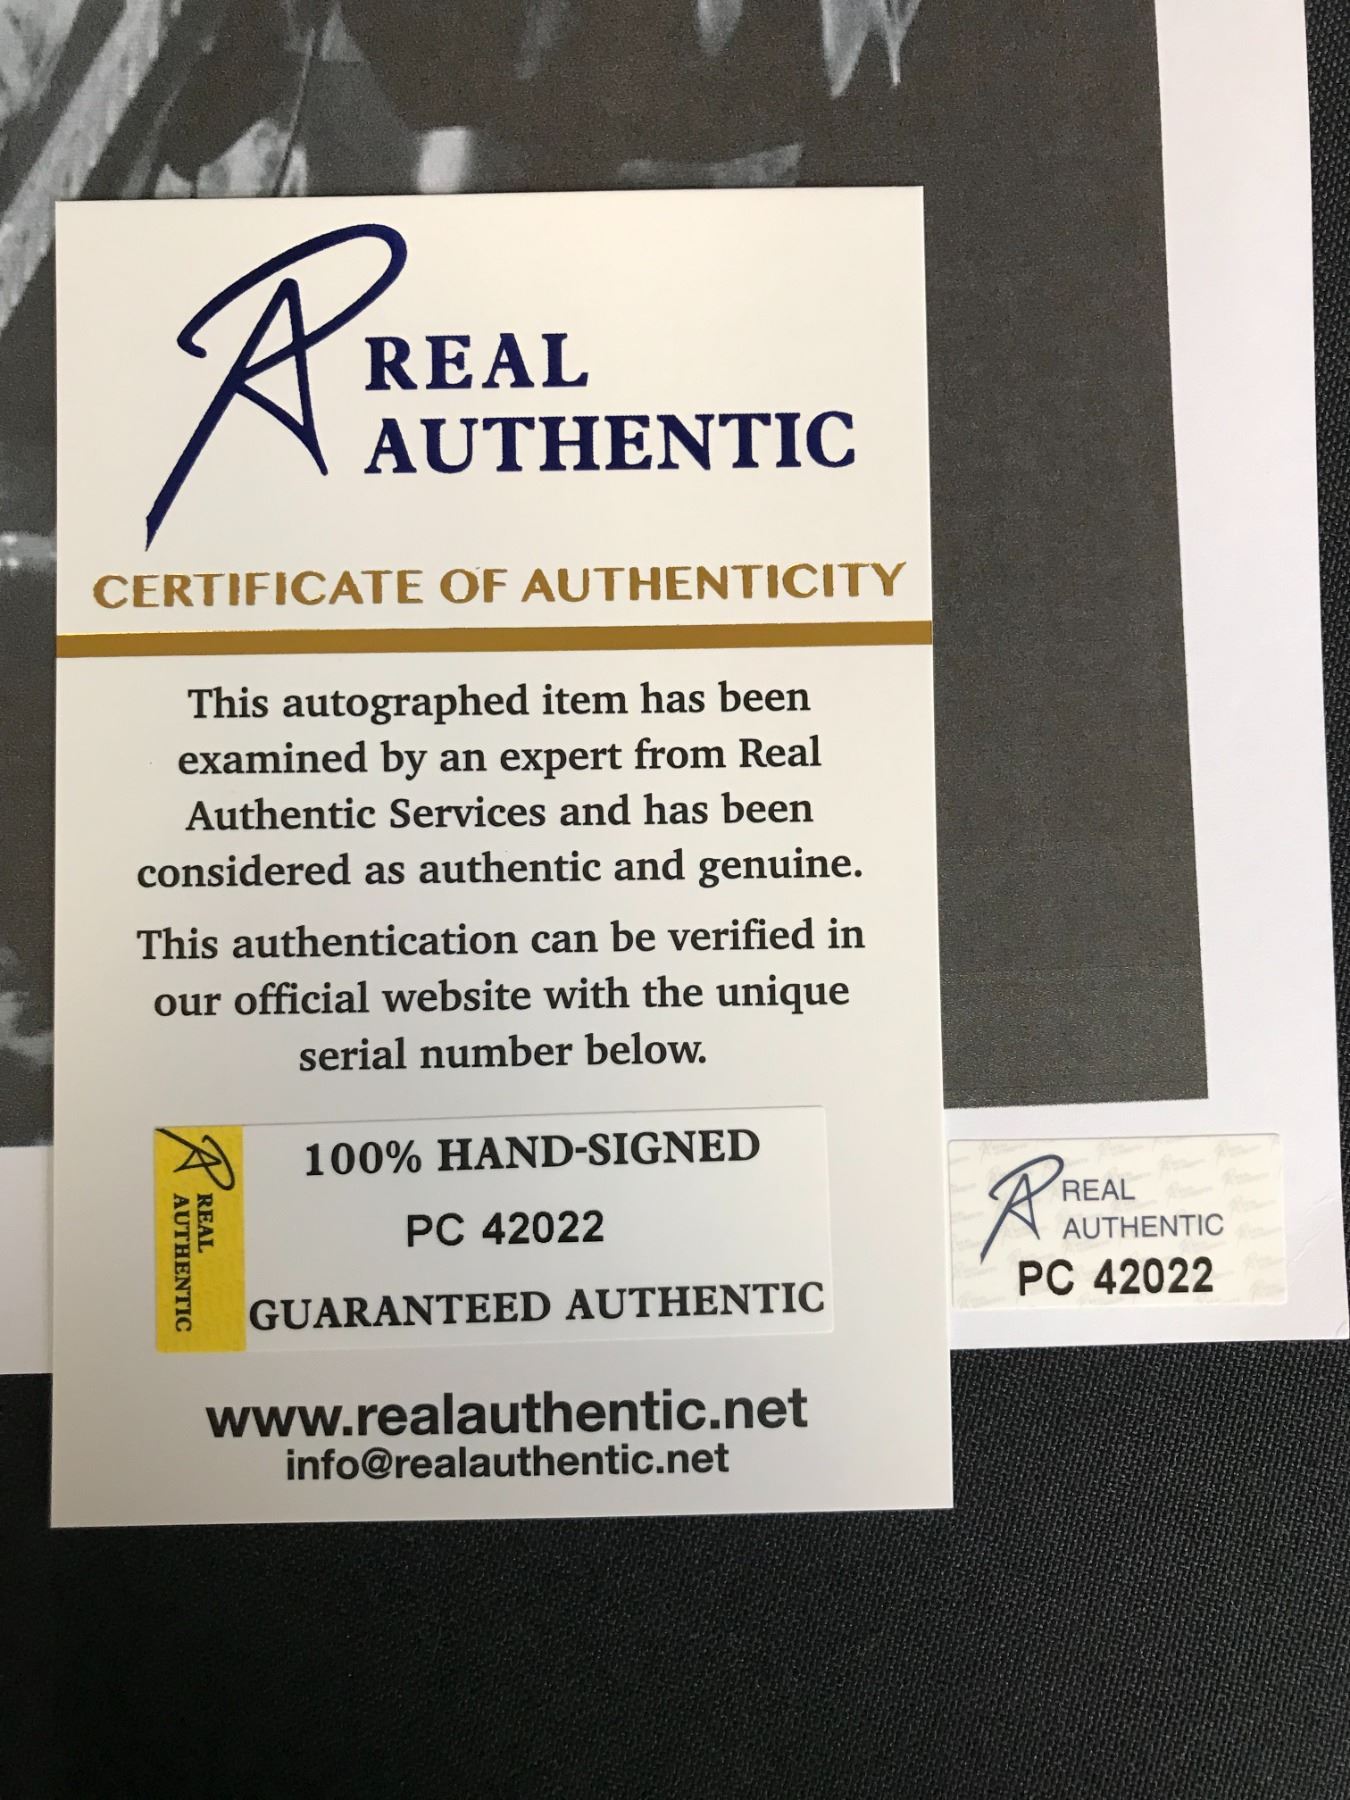 REAL
AUTHENTIC
CERTIFICATE OF AUTHENTICITY
This autographed item has been
examined by an expert from Real
Authentic Services and has been
considered as authentic and genuine.
This authentication can be verified in
our official website with the unique
serial number below.
REAL
AUTHENTIC
100% HAND-SIGNED
PC 42022
GUARANTEED AUTHENTIC
www.realauthentic.net
info@realauthentic.net
REAL
AUTHENTIC
PC 42022